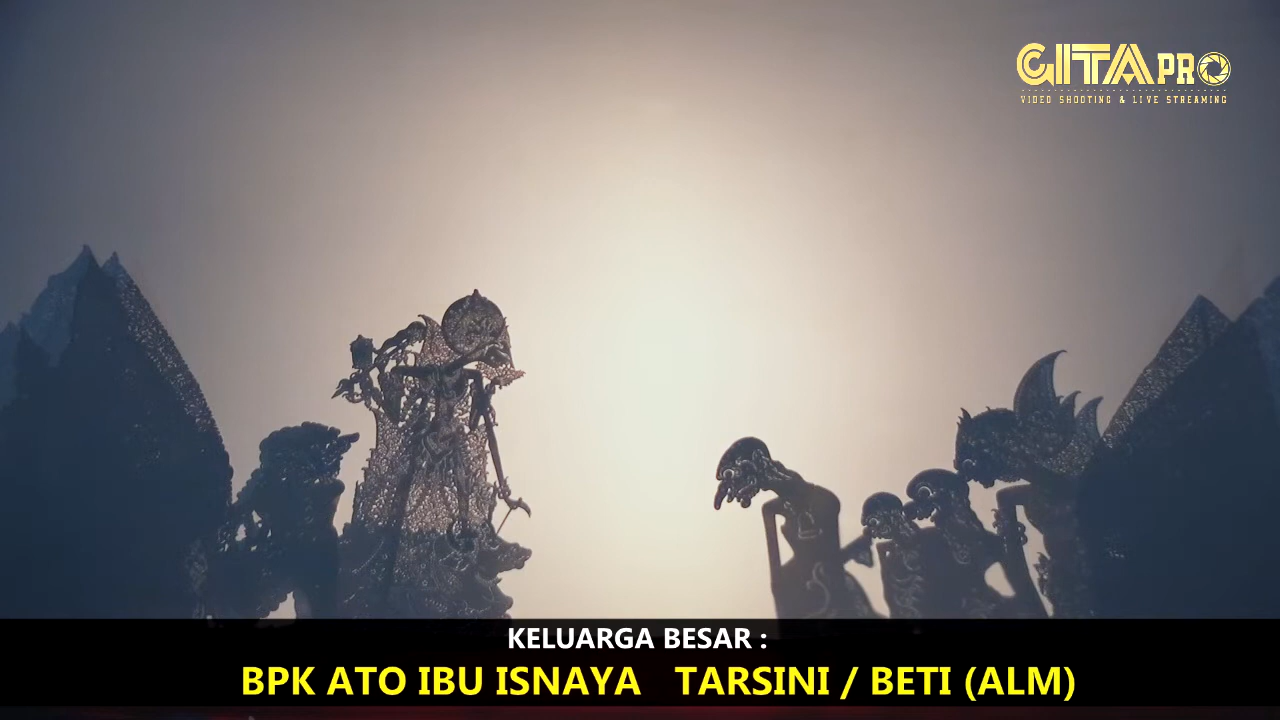 GITA PRO
VIDEO SHOOTING & LIVE STREAMING
KELUARGA BESAR :
BPK ATO IBU ISNAYA TARSINI / BETI (ALM)